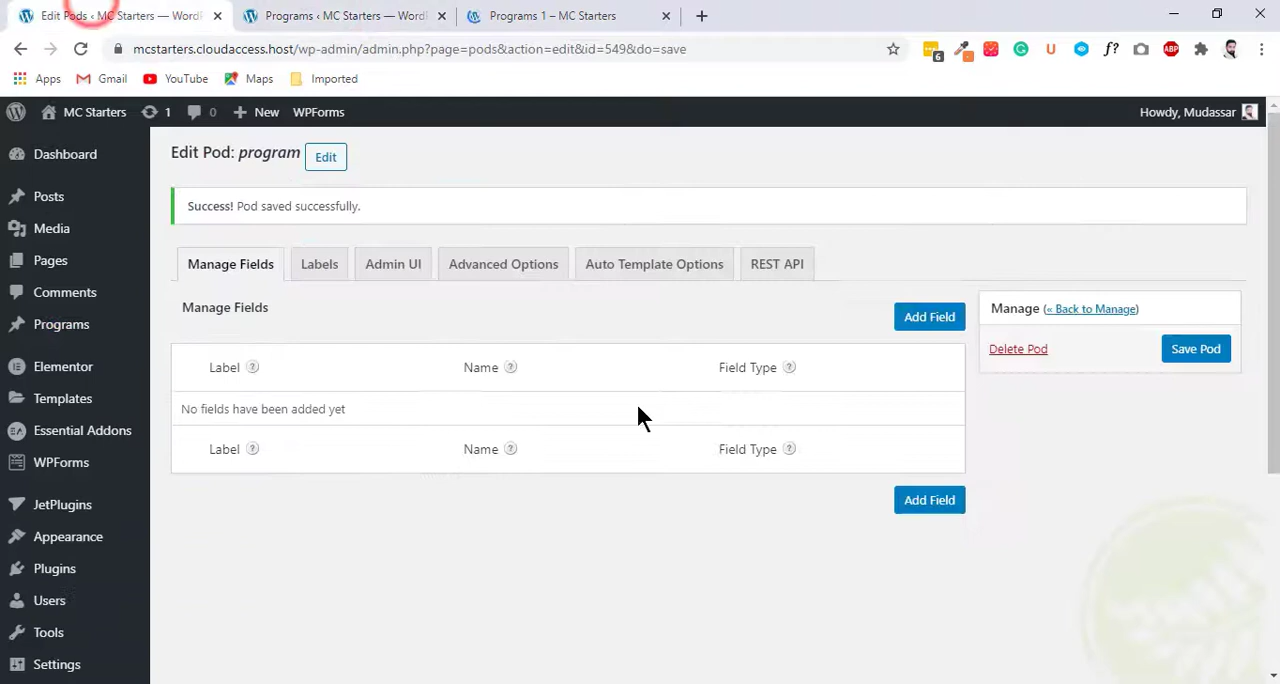 Edit Pods ‹ MC Starters — WordP
Programs ‹ MC Starters — WordP
Programs 1 – MC Starters
mcstarters.cloudaccess.host/wp-admin/admin.php?page=pods&action=edit&id=549&do=save
6
U
f?
ABP
Apps
Gmail
YouTube
Maps
Imported
MC Starters
1
0
New
WPForms
Howdy, Mudassar
Dashboard
Posts
Media
Pages
Comments
Programs
Elementor
Templates
Essential Addons
WPForms
JetPlugins
Appearance
Plugins
Users
Tools
Settings
Edit Pod: program
Edit
Success! Pod saved successfully.
Manage Fields
Labels
Admin UI
Advanced Options
Auto Template Options
REST API
Manage Fields
Add Field
Label ?
Name ?
Field Type ?
No fields have been added yet
Label ?
Name ?
Field Type ?
Add Field
Manage (« Back to Manage)
Delete Pod
Save Pod